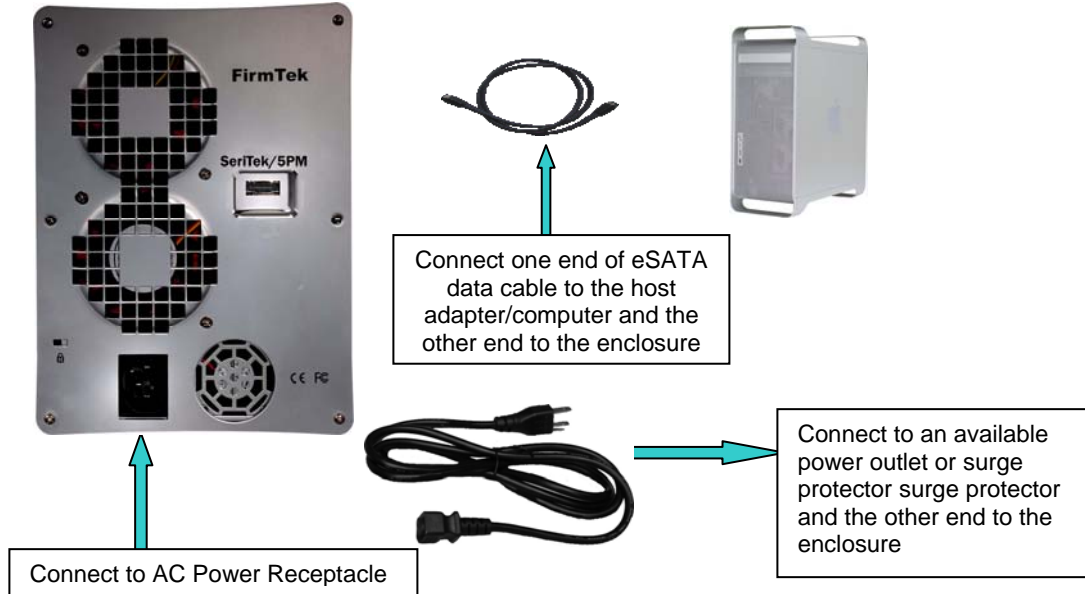 FirmTek
SeriTek/5PM
CE FC
Connect one end of eSATA
data cable to the host
adapter/computer and the
other end to the enclosure
Connect to an available
power outlet or surge
protector surge protector
and the other end to the
enclosure
Connect to AC Power Receptacle